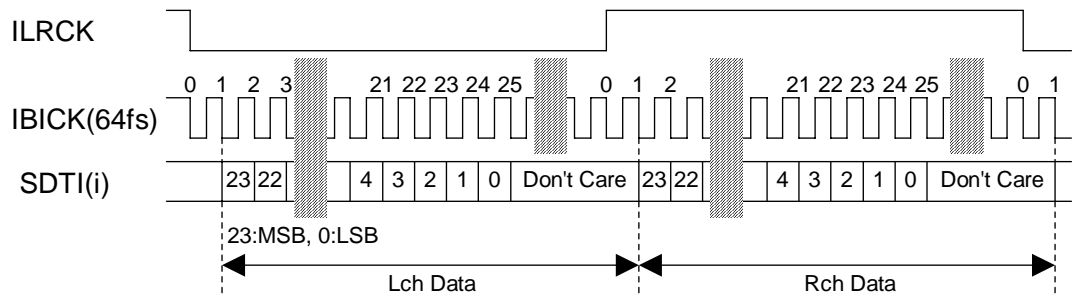 ILRCK
0 1 2 3 21 22 23 24 25 0 1 2 21 22 23 24 25 0 1
IBICK(64fs)
SDTI(i) 23 22 4 3 2 1 0 Don't Care 23 22 4 3 2 1 0 Don't Care
23:MSB, 0:LSB
Lch Data Rch Data